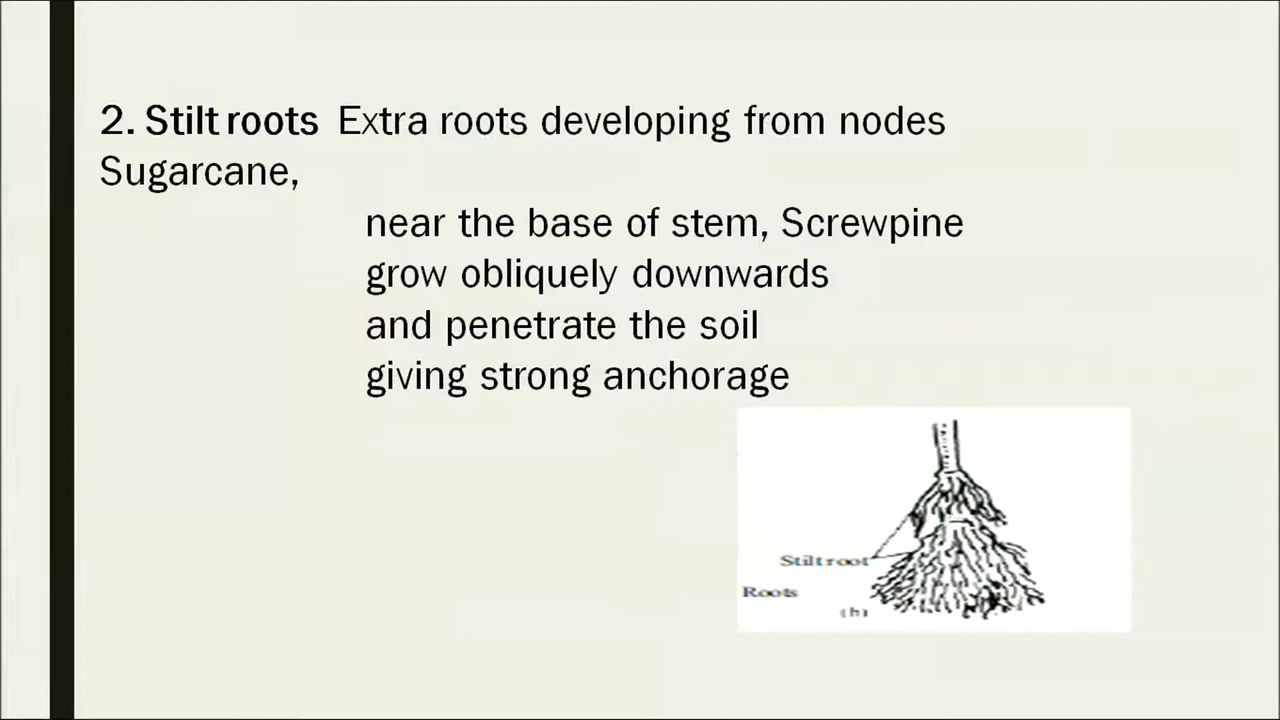 2. Stilt roots Extra roots developing from nodes
Sugarcane,
near the base of stem, Screwpine
grow obliquely downwards
and penetrate the soil
giving strong anchorage
Stilt root
Roots
(h)